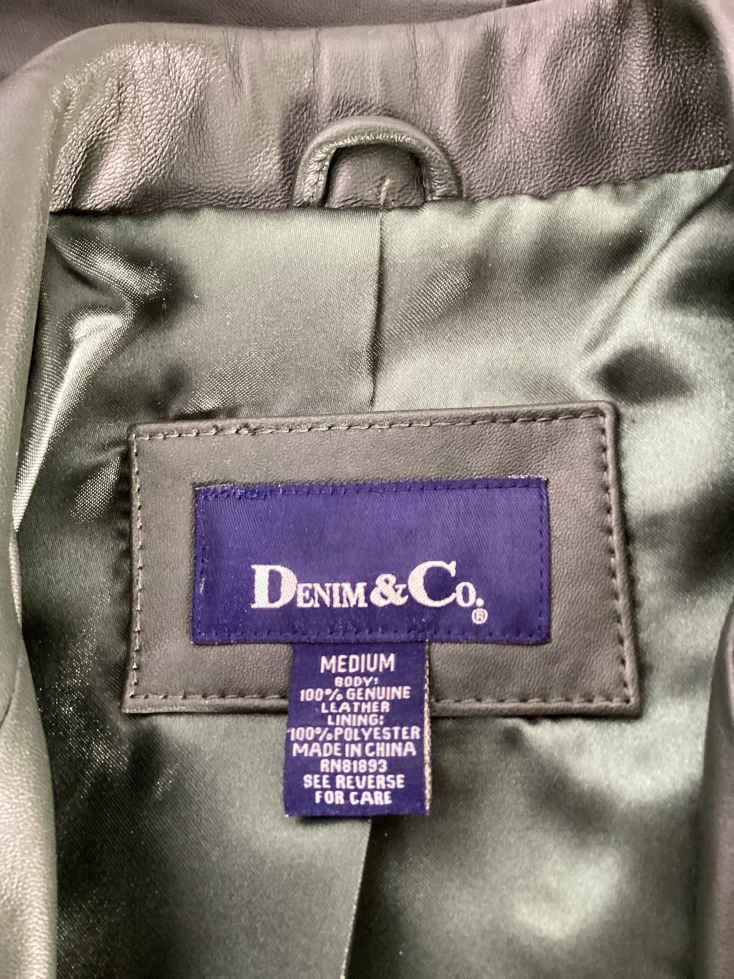 DENIM & CO.®
MEDIUM
BODY:
100% GENUINE
LEATHER
LINING:
100% POLYESTER
MADE IN CHINA
RN81893
SEE REVERSE
FOR CARE